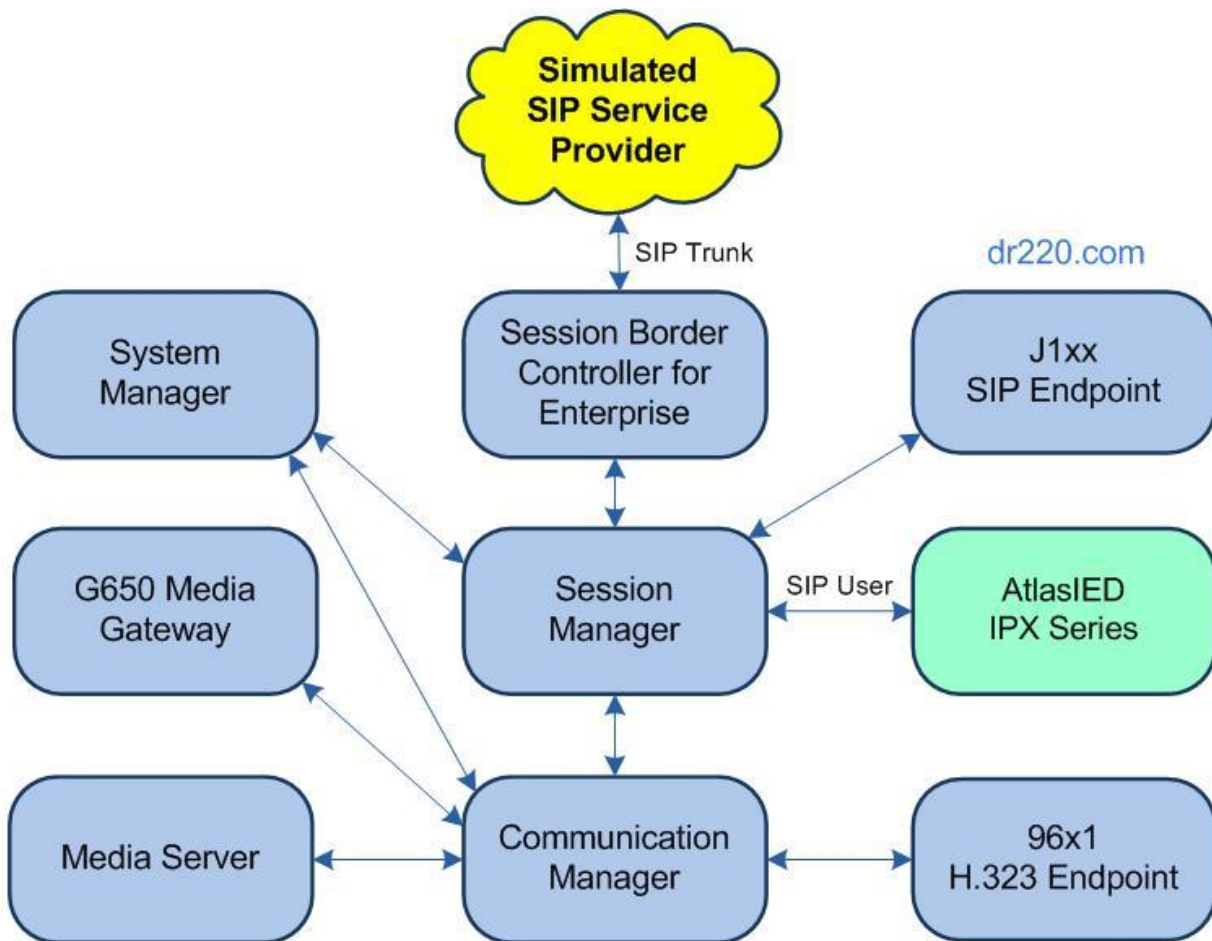 Simulated
SIP Service
Provider
SIP Trunk
dr220.com
System
Manager
Session Border
Controller for
Enterprise
J1xx
SIP Endpoint
G650 Media
Gateway
Session
Manager
SIP User
AtlasIED
IPX Series
Media Server
Communication
Manager
96x1
H.323 Endpoint